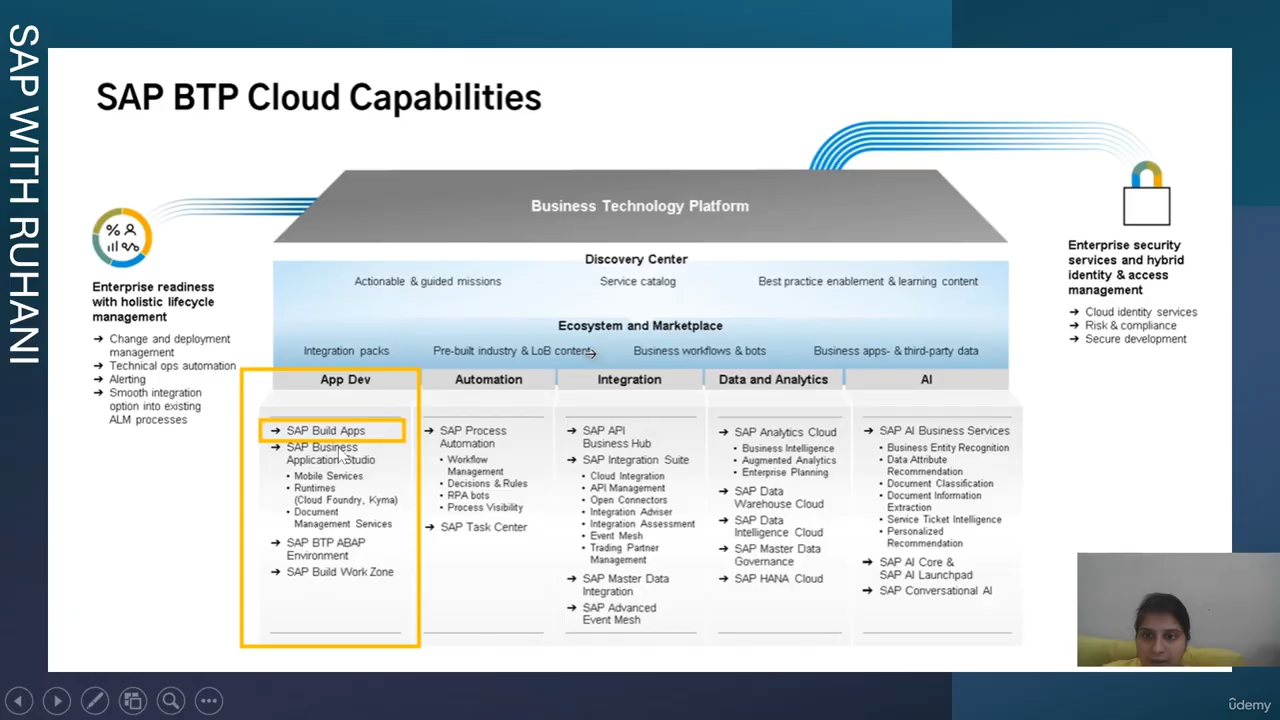 SAP WITH RUHANI
SAP BTP Cloud Capabilities
Business Technology Platform
Discovery Center
Actionable & guided missions
Service catalog
Best practice enablement & learning content
Ecosystem and Marketplace
Integration packs
Pre-built industry & LoB content
Business workflows & bots
Business apps- & third-party data
Enterprise readiness
with holistic lifecycle
management
→ Change and deployment
management
→ Technical ops automation
→ Alerting
→ Smooth integration
option into existing
ALM processes
App Dev
→ SAP Build Apps
→ SAP Business
Application Studio
• Mobile Services
• Runtimes
(Cloud Foundry, Kyma)
• Document
Management Services
→ SAP BTP ABAP
Environment
→ SAP Build Work Zone
Automation
→ SAP Process
Automation
• Workflow
Management
• Decisions & Rules
• RPA bots
• Process Visibility
→ SAP Task Center
Integration
→ SAP API
Business Hub
→ SAP Integration Suite
• Cloud Integration
• API Management
• Open Connectors
• Integration Adviser
• Integration Assessment
• Event Mesh
• Trading Partner
Management
→ SAP Master Data
Integration
→ SAP Advanced
Event Mesh
Data and Analytics
→ SAP Analytics Cloud
• Business Intelligence
• Augmented Analytics
• Enterprise Planning
→ SAP Data
Warehouse Cloud
→ SAP Data
Intelligence Cloud
→ SAP Master Data
Governance
→ SAP HANA Cloud
AI
→ SAP AI Business Services
• Business Entity Recognition
• Data Attribute
Recommendation
• Document Classification
• Document Information
Extraction
• Service Ticket Intelligence
• Personalized
Recommendation
→ SAP AI Core &
SAP AI Launchpad
→ SAP Conversational AI
Enterprise security
services and hybrid
identity & access
management
→ Cloud identity services
→ Risk & compliance
→ Secure development
ûdemy